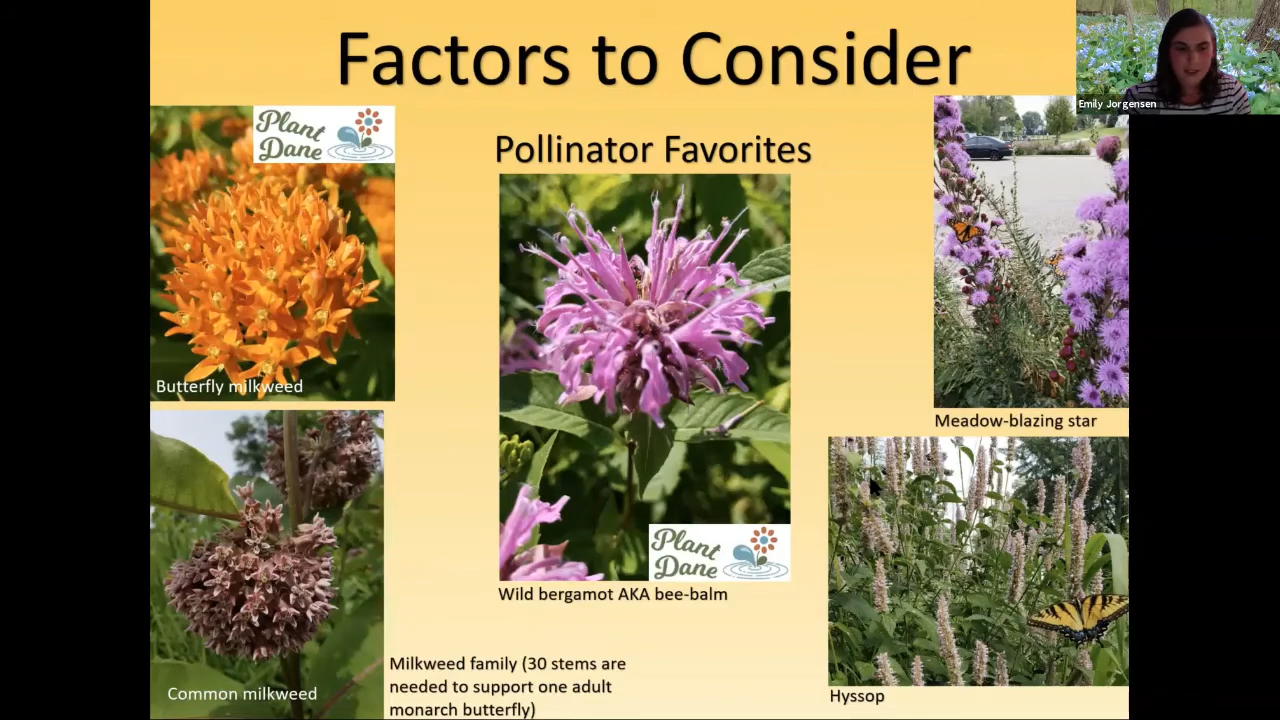 Factors to Consider
Emily Jorgensen
Plant
Dane
Pollinator Favorites
Butterfly milkweed
Meadow-blazing star
Plant
Dane
Wild bergamot AKA bee-balm
Common milkweed
Milkweed family (30 stems are
needed to support one adult
monarch butterfly)
Hyssop